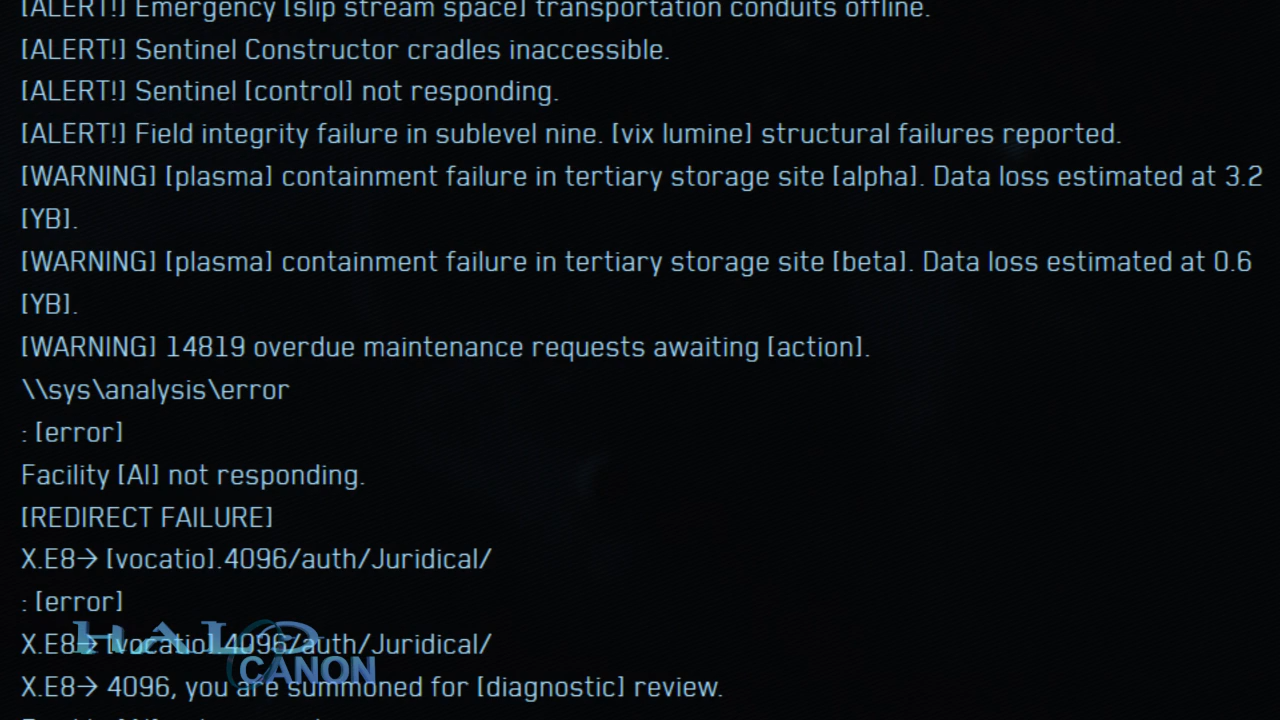 [ALERT!] Emergency [slip stream space] transportation conduits offline.
[ALERT!] Sentinel Constructor cradles inaccessible.
[ALERT!] Sentinel [control] not responding.
[ALERT!] Field integrity failure in sublevel nine. [vix lumine] structural failures reported.
[WARNING] [plasma] containment failure in tertiary storage site [alpha]. Data loss estimated at 3.2
[YB].
[WARNING] [plasma] containment failure in tertiary storage site [beta]. Data loss estimated at 0.6
[YB].
[WARNING] 14819 overdue maintenance requests awaiting [action].
\\sys\analysis\error
: [error]
Facility [AI] not responding.
[REDIRECT FAILURE]
X.E8→ [vocatio].4096/auth/Juridical/
: [error]
X.E8→ [vocatio].4096/auth/Juridical/
HALO
CANON
X.E8→ 4096, you are summoned for [diagnostic] review.